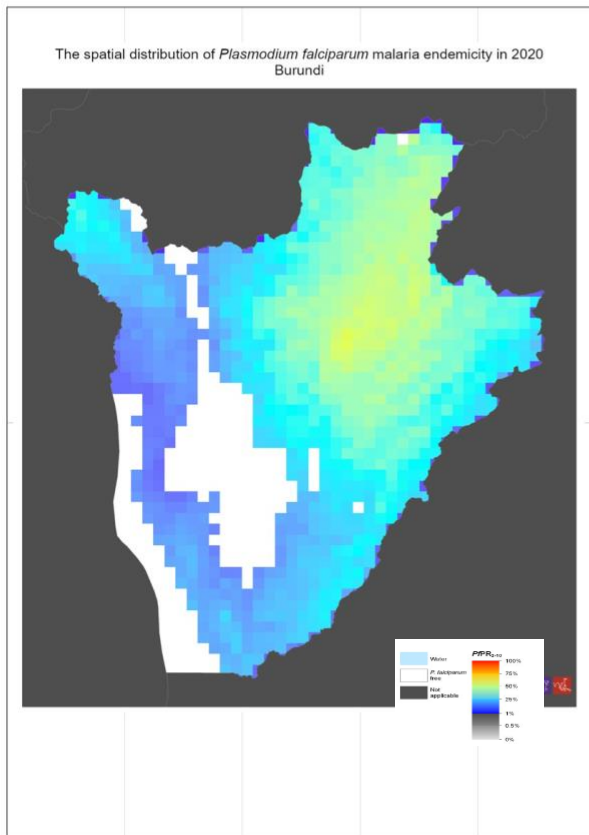 The spatial distribution of Plasmodium falciparum malaria endemicity in 2020
Burundi
Water
P. falciparum
free
Not
applicable
PfPR2-10
100%
75%
50%
25%
1%
0.5%
0%